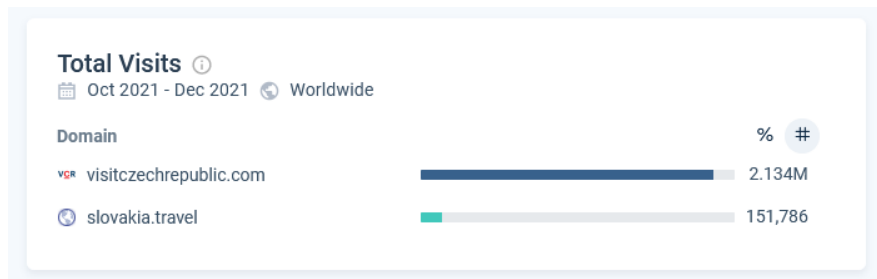 Total Visits
Oct 2021 - Dec 2021 Worldwide
Domain % #
VCR visitczechrepublic.com 2.134M
slovakia.travel 151,786